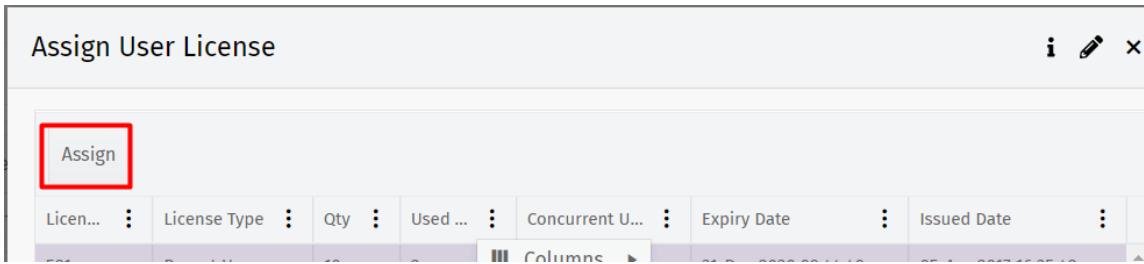 Assign User License
Assign
Licen... License Type Qty Used ... Concurrent U... Expiry Date Issued Date
Columns